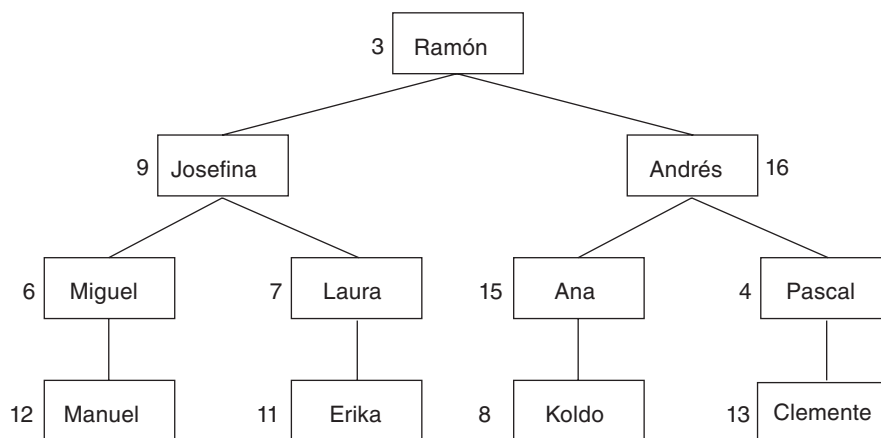 3 Ramón
9 Josefina Andrés 16
6 Miguel 7 Laura 15 Ana 4 Pascal
12 Manuel 11 Erika 8 Koldo 13 Clemente